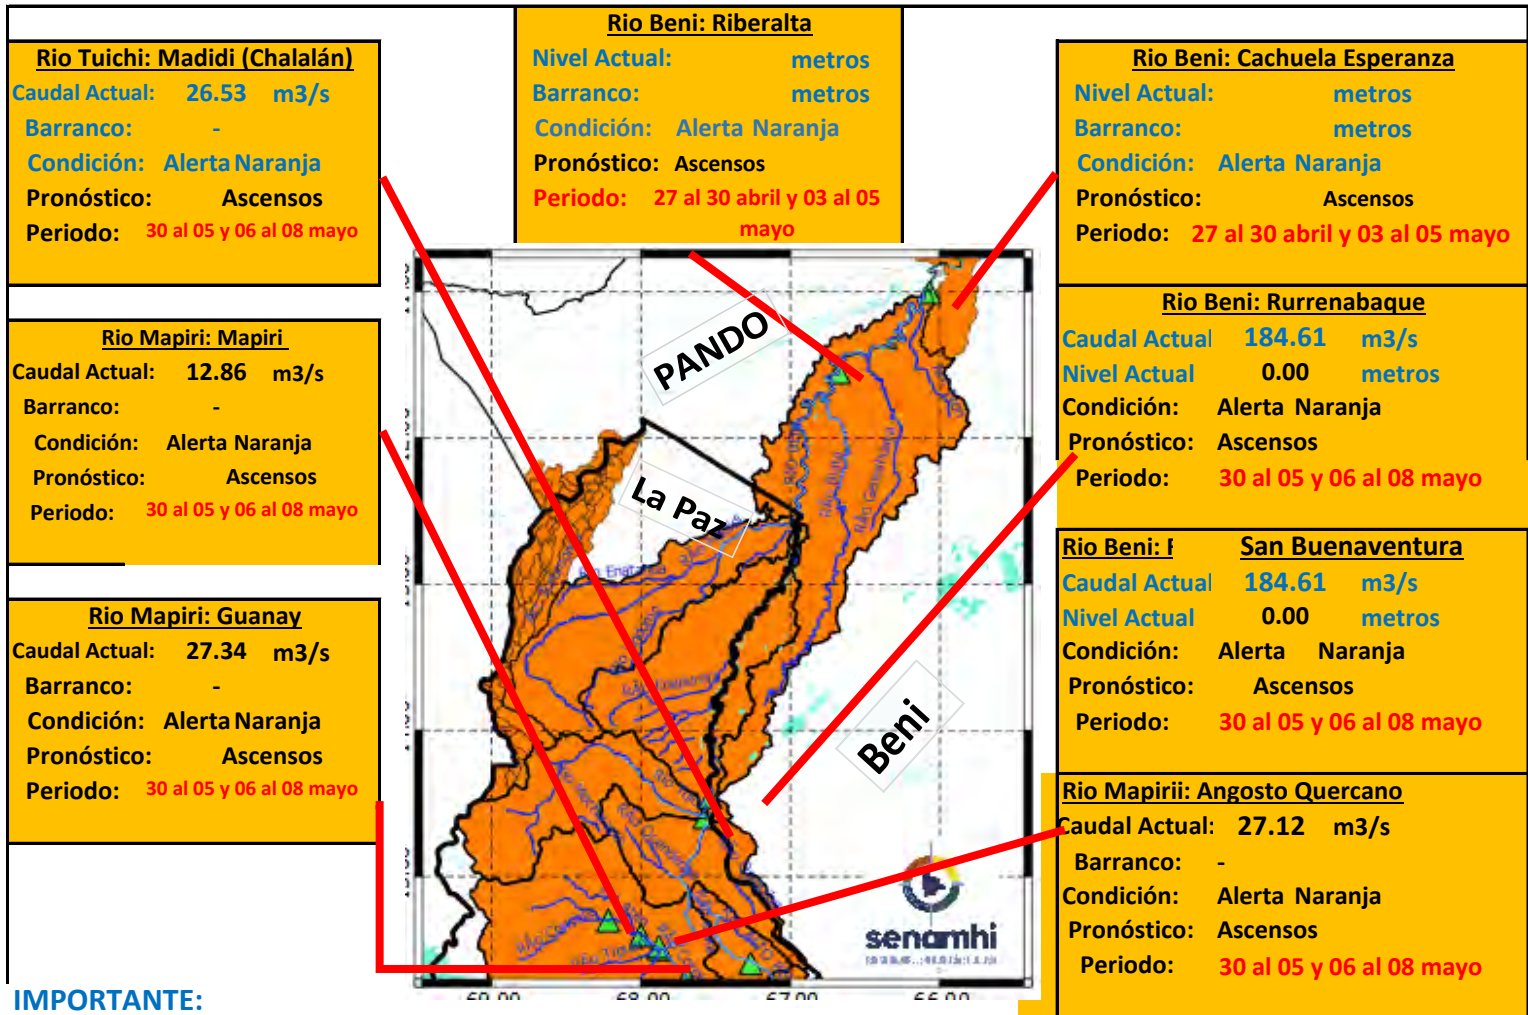 Rio Beni: Riberalta
Nivel Actual: metros
Barranco: metros
Condición: Alerta Naranja
Pronóstico: Ascensos
Periodo: 27 al 30 abril y 03 al 05
mayo
Rio Tuichi: Madidi (Chalalán)
Caudal Actual: 26.53 m3/s
Barranco: -
Condición: Alerta Naranja
Pronóstico: Ascensos
Periodo: 30 al 05 y 06 al 08 mayo
Rio Mapiri: Mapiri
Caudal Actual: 12.86 m3/s
Barranco: -
Condición: Alerta Naranja
Pronóstico: Ascensos
Periodo: 30 al 05 y 06 al 08 mayo
Rio Mapiri: Guanay
Caudal Actual: 27.34 m3/s
Barranco: -
Condición: Alerta Naranja
Pronóstico: Ascensos
Periodo: 30 al 05 y 06 al 08 mayo
Rio Beni: Cachuela Esperanza
Nivel Actual: metros
Barranco: metros
Condición: Alerta Naranja
Pronóstico: Ascensos
Periodo: 27 al 30 abril y 03 al 05 mayo
Rio Beni: Rurrenabaque
Caudal Actual 184.61 m3/s
Nivel Actual 0.00 metros
Condición: Alerta Naranja
Pronóstico: Ascensos
Periodo: 30 al 05 y 06 al 08 mayo
Rio Beni: San Buenaventura
Caudal Actual 184.61 m3/s
Nivel Actual 0.00 metros
Condición: Alerta Naranja
Pronóstico: Ascensos
Periodo: 30 al 05 y 06 al 08 mayo
Rio Mapirii: Angosto Quercano
Caudal Actual: 27.12 m3/s
Barranco: -
Condición: Alerta Naranja
Pronóstico: Ascensos
Periodo: 30 al 05 y 06 al 08 mayo
PANDO
La Paz
Beni
senamhi
69.00 68.00 67.00 66.00
IMPORTANTE: